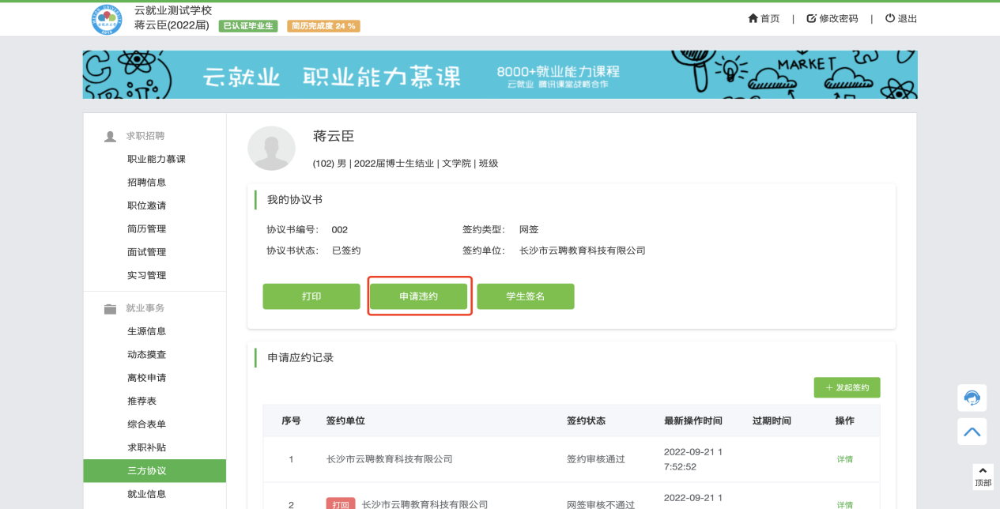 云就业测试学校
蒋云臣(2022届) 已认证毕业生 简历完成度 24 %
首页 | 修改密码 | 退出
云就业 职业能力慕课
8000+就业能力课程
云就业 腾讯课堂战略合作
MARKET
求职招聘
职业能力慕课
招聘信息
职位邀请
简历管理
面试管理
实习管理
就业事务
生源信息
动态摸查
离校申请
推荐表
综合表单
求职补贴
三方协议
就业信息
蒋云臣
(102) 男 | 2022届博士生结业 | 文学院 | 班级
我的协议书
协议书编号： 002 签约类型： 网签
协议书状态： 已签约 签约单位： 长沙市云聘教育科技有限公司
打印 申请违约 学生签名
申请应约记录
＋ 发起签约
序号 签约单位 签约状态 最新操作时间 过期时间 操作
1 长沙市云聘教育科技有限公司 签约审核通过 2022-09-21 1
7:52:52 详情
2 打回 长沙市云聘教育科技有限公司 网签审核不通过 2022-09-21 1 详情
顶部